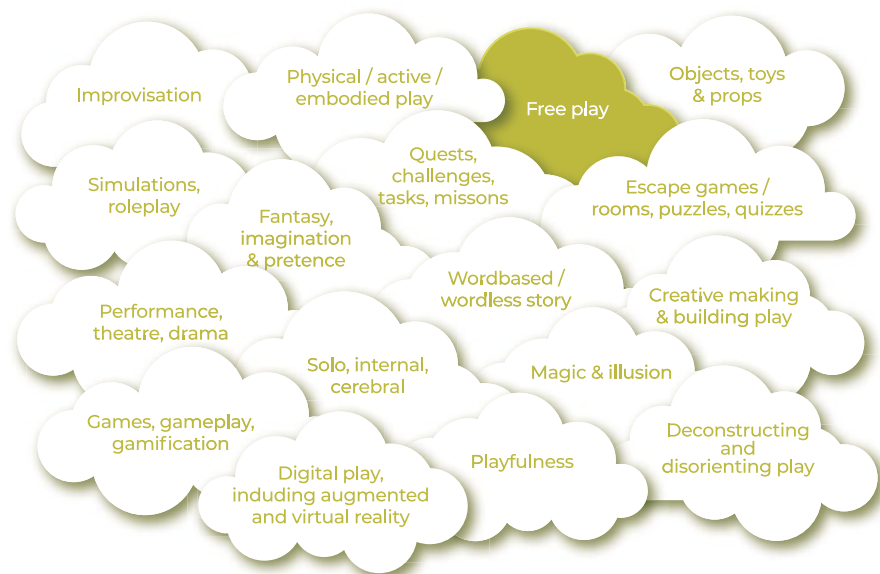 Improvisation
Physical / active /
embodied play
Free play
Objects, toys
& props
Simulations,
roleplay
Fantasy,
imagination
& pretence
Quests,
challenges,
tasks, missons
Escape games /
rooms, puzzles, quizzes
Performance,
theatre, drama
Wordbased /
wordless story
Creative making
& building play
Solo, internal,
cerebral
Magic & illusion
Games, gameplay,
gamification
Digital play,
including augmented
and virtual reality
Playfulness
Deconstructing
and
disorienting play